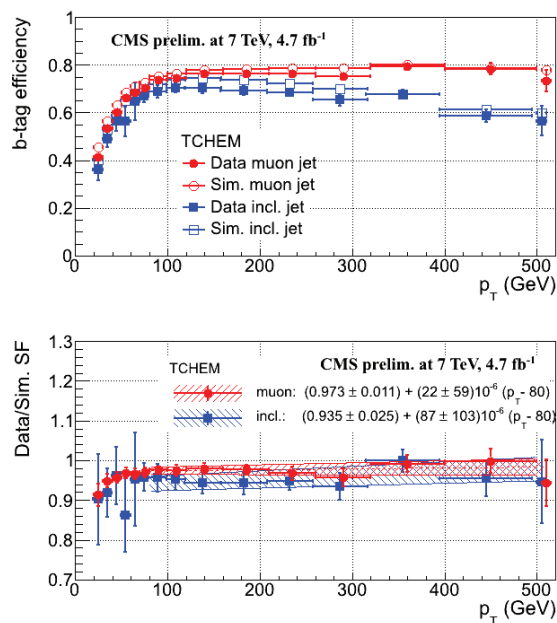 CMS prelim. at 7 TeV, 4.7 fb⁻¹
b-tag efficiency
1
0.8
0.6
0.4
0.2
0
TCHEM
Data muon jet
Sim. muon jet
Data incl. jet
Sim. incl. jet
0 100 200 300 400 500
p_T (GeV)
Data/Sim. SF
1.3
1.2
1.1
1
0.9
0.8
0.7
TCHEM
CMS prelim. at 7 TeV, 4.7 fb⁻¹
muon: (0.973 ± 0.011) + (22 ± 59)10⁻⁶ (p_T- 80)
incl.: (0.935 ± 0.025) + (87 ± 103)10⁻⁶ (p_T- 80)
0 100 200 300 400 500
p_T (GeV)